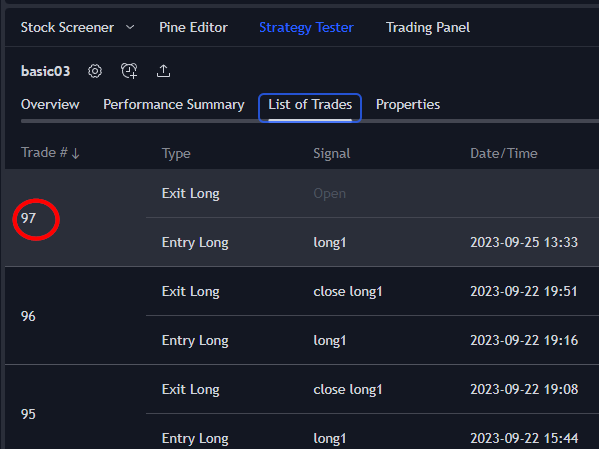 Stock Screener Pine Editor Strategy Tester Trading Panel
basic03
Overview Performance Summary List of Trades Properties
Trade # ↓ Type Signal Date/Time
Exit Long Open
97
Entry Long long1 2023-09-25 13:33
Exit Long close long1 2023-09-22 19:51
96
Entry Long long1 2023-09-22 19:16
Exit Long close long1 2023-09-22 19:08
95
Entry Long long1 2023-09-22 15:44